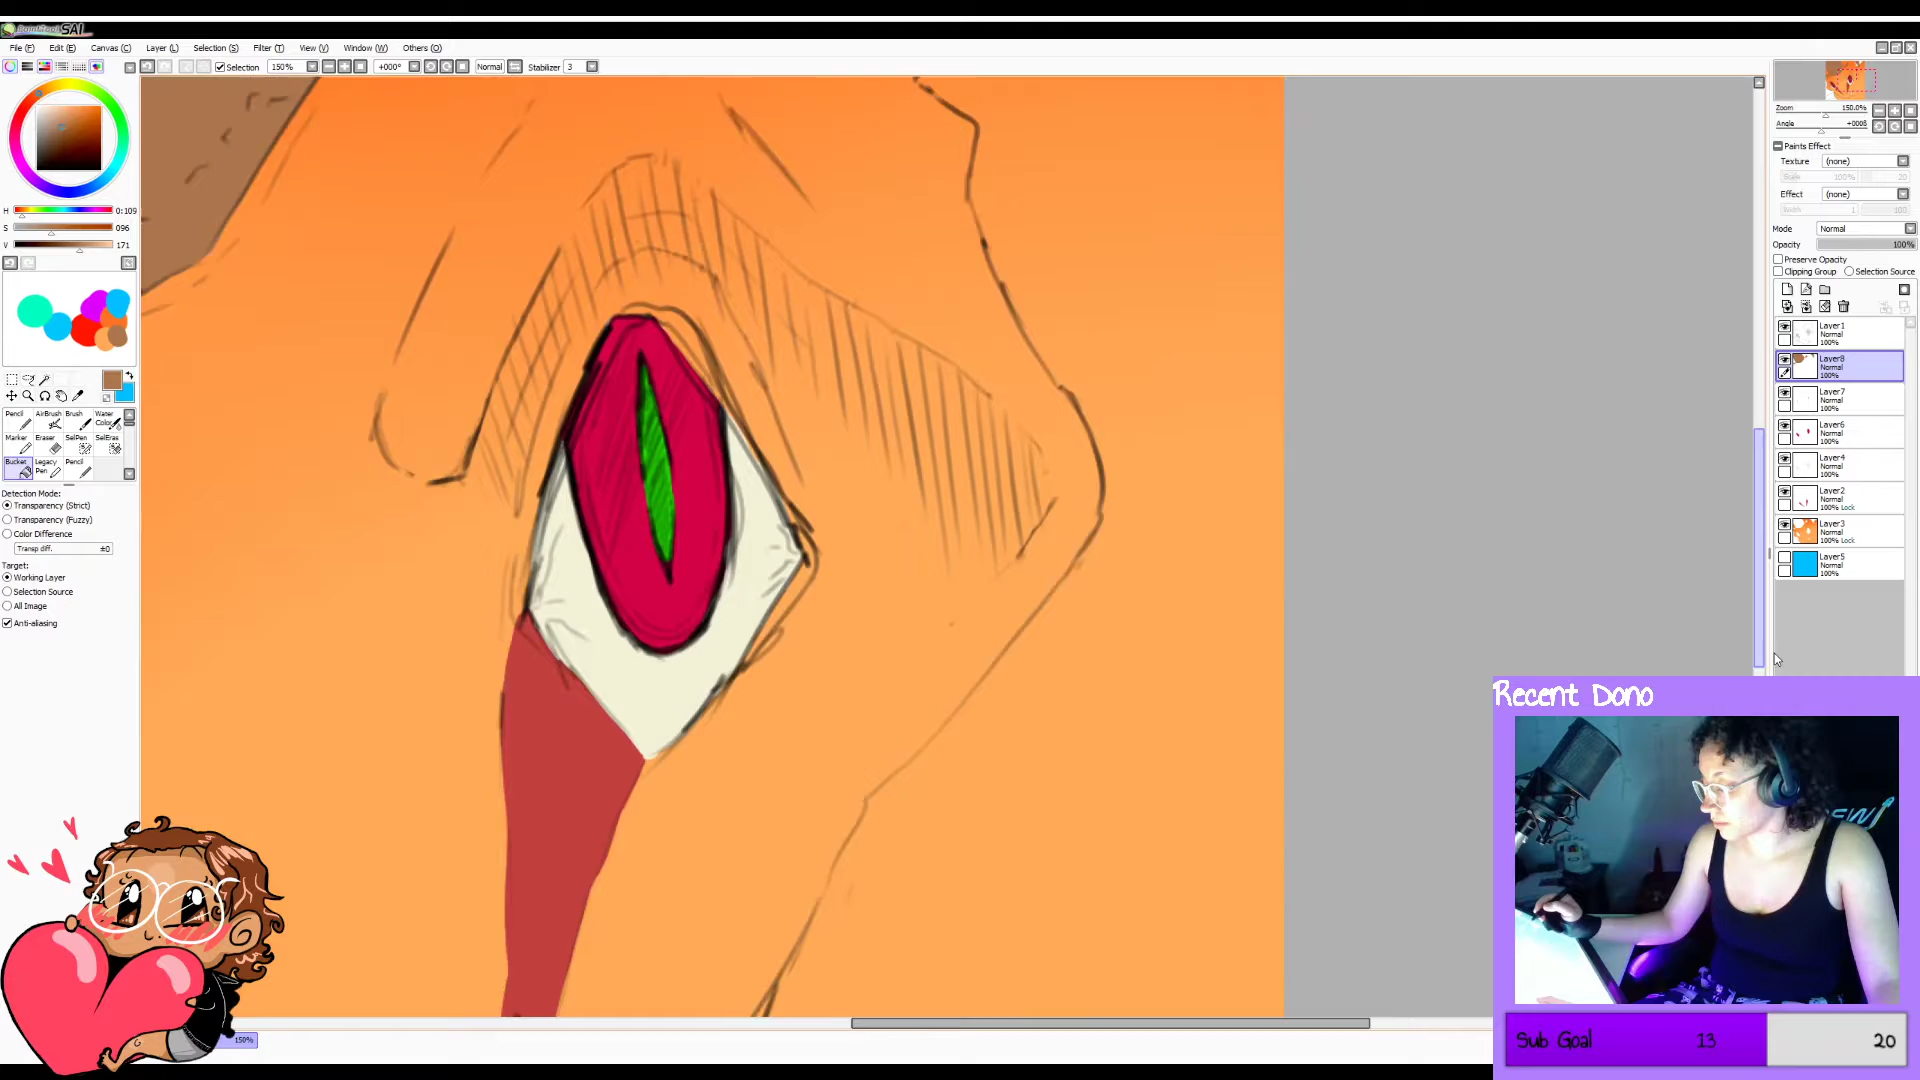 PaintTool SAI
File (F) Edit (E) Canvas (C) Layer (L) Selection (S) Filter (T) View (V) Window (W) Others (O)
Selection 150% +000° Normal Stabilizer 3
H 0:109
S 096
V 171
Pencil AirBrush Brush Water Color
Marker Eraser SelPen SelEras
Bucket Legacy Pen Pencil
Detection Mode:
Transparency (Strict)
Transparency (Fuzzy)
Color Difference
Transp diff. ±0
Target:
Working Layer
Selection Source
All Image
Anti-aliasing
150%
Zoom 150.0%
Angle +000°
Paints Effect
Texture (none)
Scale 100% 20
Effect (none)
Width 1 100
Mode Normal
Opacity 100%
Preserve Opacity
Clipping Group Selection Source
Layer1
Normal
100%
Layer8
Normal
100%
Layer7
Normal
100%
Layer6
Normal
100%
Layer4
Normal
100%
Layer2
Normal
100% Lock
Layer3
Normal
100% Lock
Layer5
Normal
100%
Recent Dono
Sub Goal 13 20